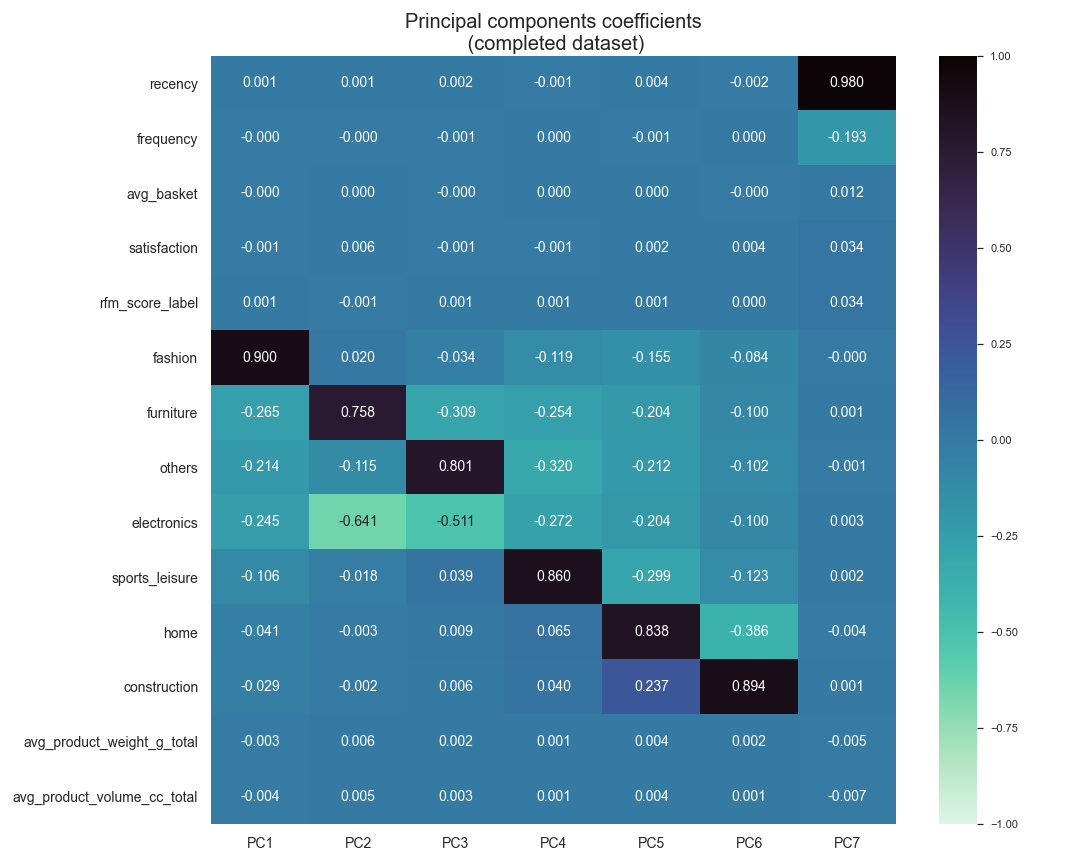 Principal components coefficients
(completed dataset)
recency 0.001 0.001 0.002 -0.001 0.004 -0.002 0.980
frequency -0.000 -0.000 -0.001 0.000 -0.001 0.000 -0.193
avg_basket -0.000 0.000 -0.000 0.000 0.000 -0.000 0.012
satisfaction -0.001 0.006 -0.001 -0.001 0.002 0.004 0.034
rfm_score_label 0.001 -0.001 0.001 0.001 0.001 0.000 0.034
fashion 0.900 0.020 -0.034 -0.119 -0.155 -0.084 -0.000
furniture -0.265 0.758 -0.309 -0.254 -0.204 -0.100 0.001
others -0.214 -0.115 0.801 -0.320 -0.212 -0.102 -0.001
electronics -0.245 -0.641 -0.511 -0.272 -0.204 -0.100 0.003
sports_leisure -0.106 -0.018 0.039 0.860 -0.299 -0.123 0.002
home -0.041 -0.003 0.009 0.065 0.838 -0.386 -0.004
construction -0.029 -0.002 0.006 0.040 0.237 0.894 0.001
avg_product_weight_g_total -0.003 0.006 0.002 0.001 0.004 0.002 -0.005
avg_product_volume_cc_total -0.004 0.005 0.003 0.001 0.004 0.001 -0.007
PC1 PC2 PC3 PC4 PC5 PC6 PC7
1.00
0.75
0.50
0.25
0.00
−0.25
−0.50
−0.75
−1.00